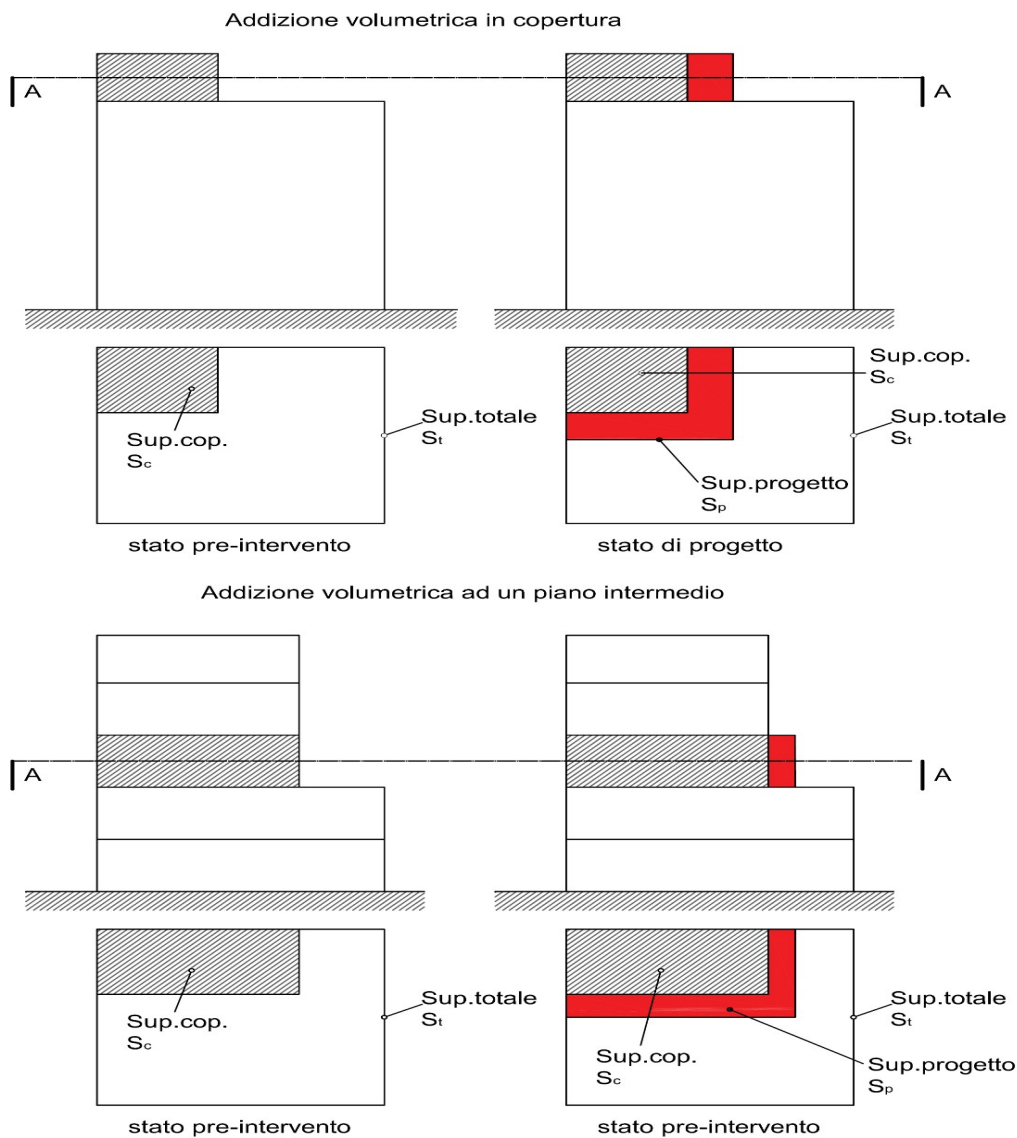 Addizione volumetrica in copertura
A
A
Sup.cop.
Sc
Sup.totale
St
stato pre-intervento
Sup.cop.
Sc
Sup.totale
St
Sup.progetto
Sp
stato di progetto
Addizione volumetrica ad un piano intermedio
A
A
Sup.cop.
Sc
Sup.totale
St
stato pre-intervento
Sup.totale
St
Sup.cop.
Sc
Sup.progetto
Sp
stato pre-intervento